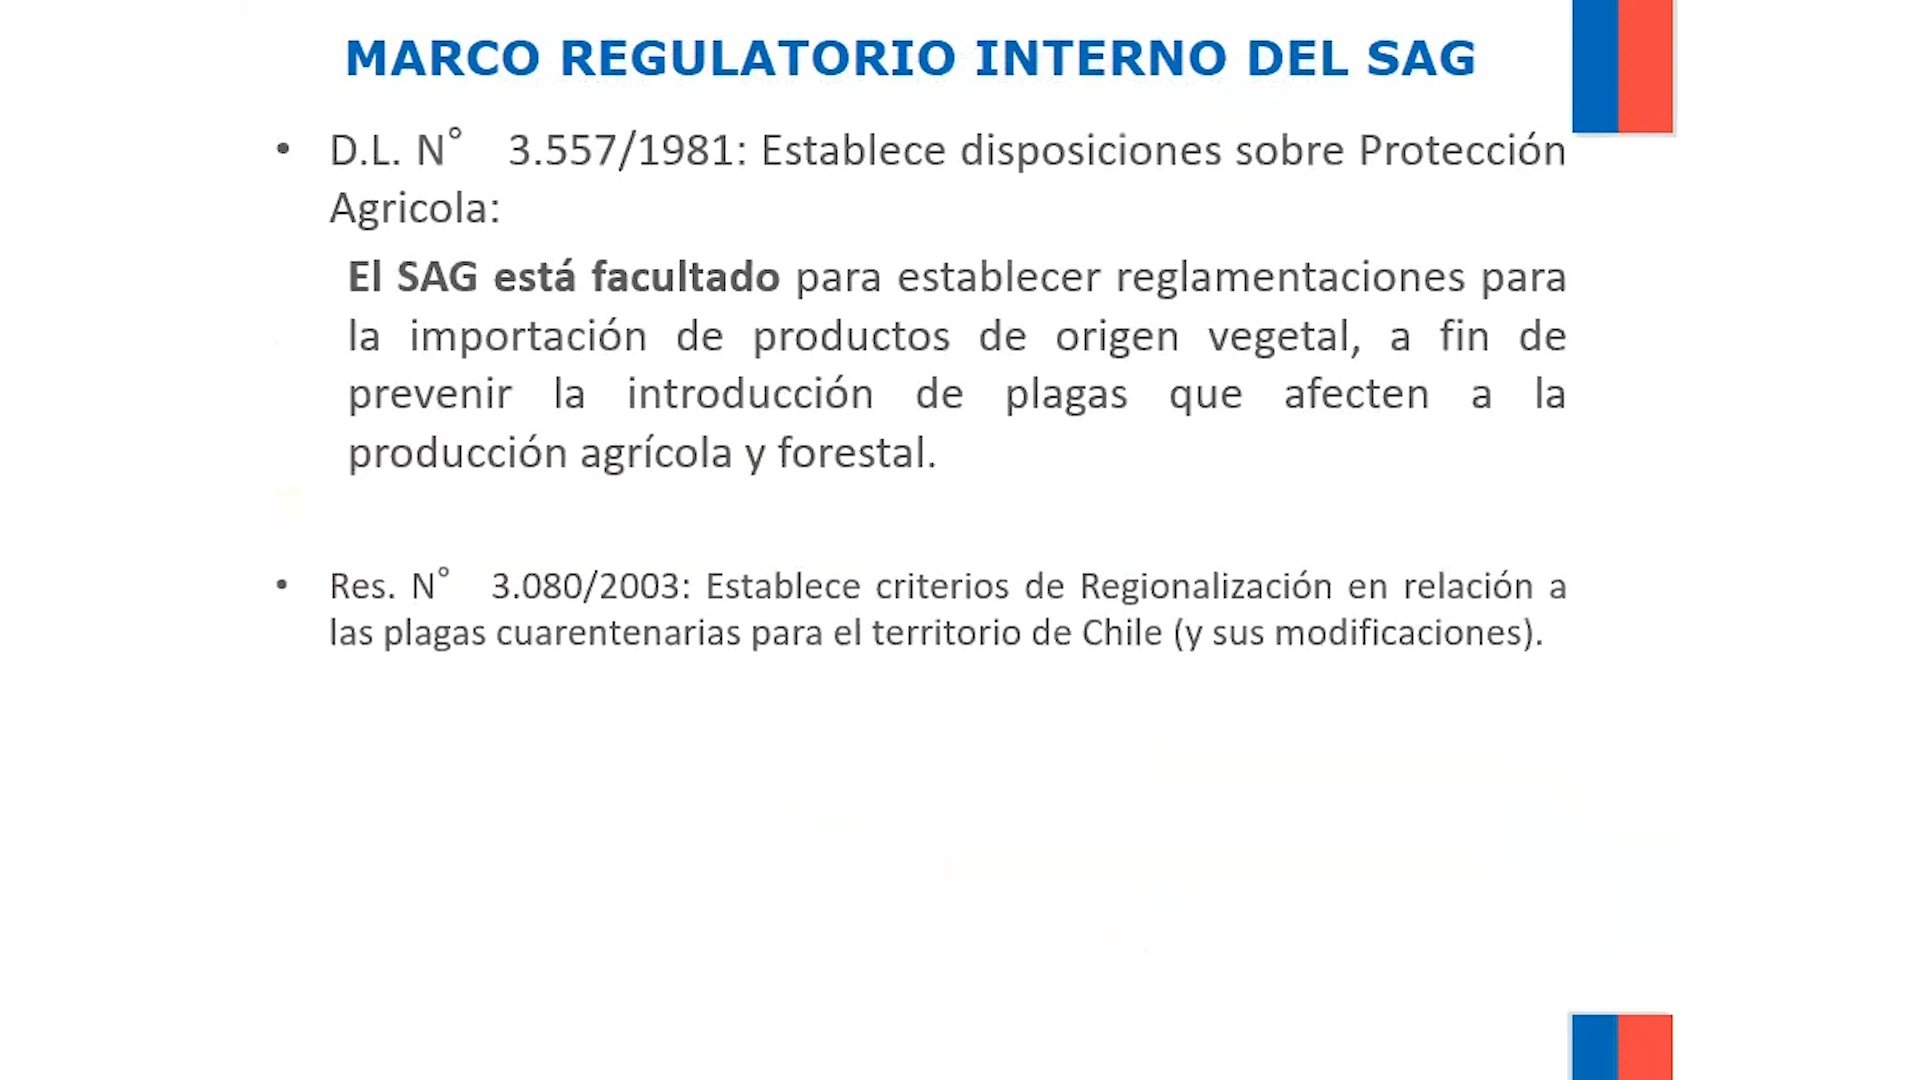 MARCO REGULATORIO INTERNO DEL SAG
• D.L. N° 3.557/1981: Establece disposiciones sobre Protección
Agricola:
El SAG está facultado para establecer reglamentaciones para
la importación de productos de origen vegetal, a fin de
prevenir la introducción de plagas que afecten a la
producción agrícola y forestal.
• Res. N° 3.080/2003: Establece criterios de Regionalización en relación a
las plagas cuarentenarias para el territorio de Chile (y sus modificaciones).